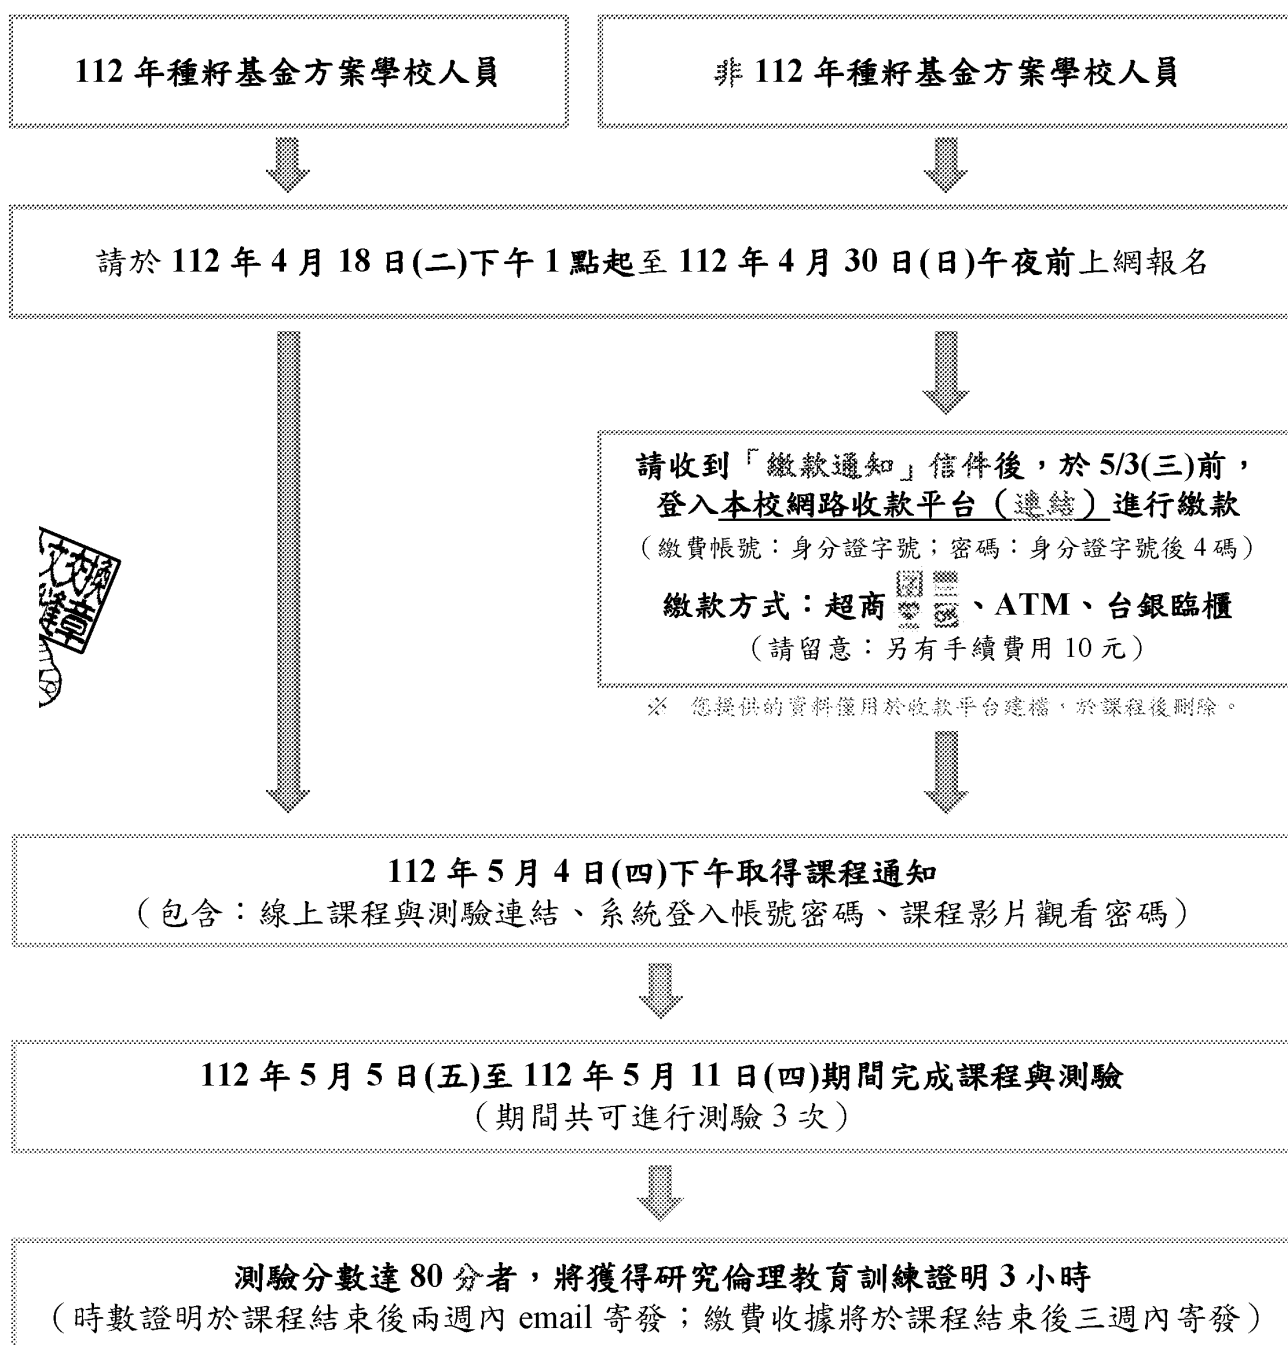 112 年種籽基金方案學校人員
非 112 年種籽基金方案學校人員
請於 112 年 4 月 18 日(二)下午 1 點起至 112 年 4 月 30 日(日)午夜前上網報名
請收到「繳款通知」信件後，於 5/3(三)前，
登入本校網路收款平台（連結）進行繳款
（繳費帳號：身分證字號；密碼：身分證字號後 4 碼）
繳款方式：超商、ATM、台銀臨櫃
（請留意：另有手續費用 10 元）
※ 您提供的資料僅用於收款平台建檔，於課程後刪除。
文交換
縫章
112 年 5 月 4 日(四)下午取得課程通知
（包含：線上課程與測驗連結、系統登入帳號密碼、課程影片觀看密碼）
112 年 5 月 5 日(五)至 112 年 5 月 11 日(四)期間完成課程與測驗
（期間共可進行測驗 3 次）
測驗分數達 80 分者，將獲得研究倫理教育訓練證明 3 小時
（時數證明於課程結束後兩週內 email 寄發；繳費收據將於課程結束後三週內寄發）